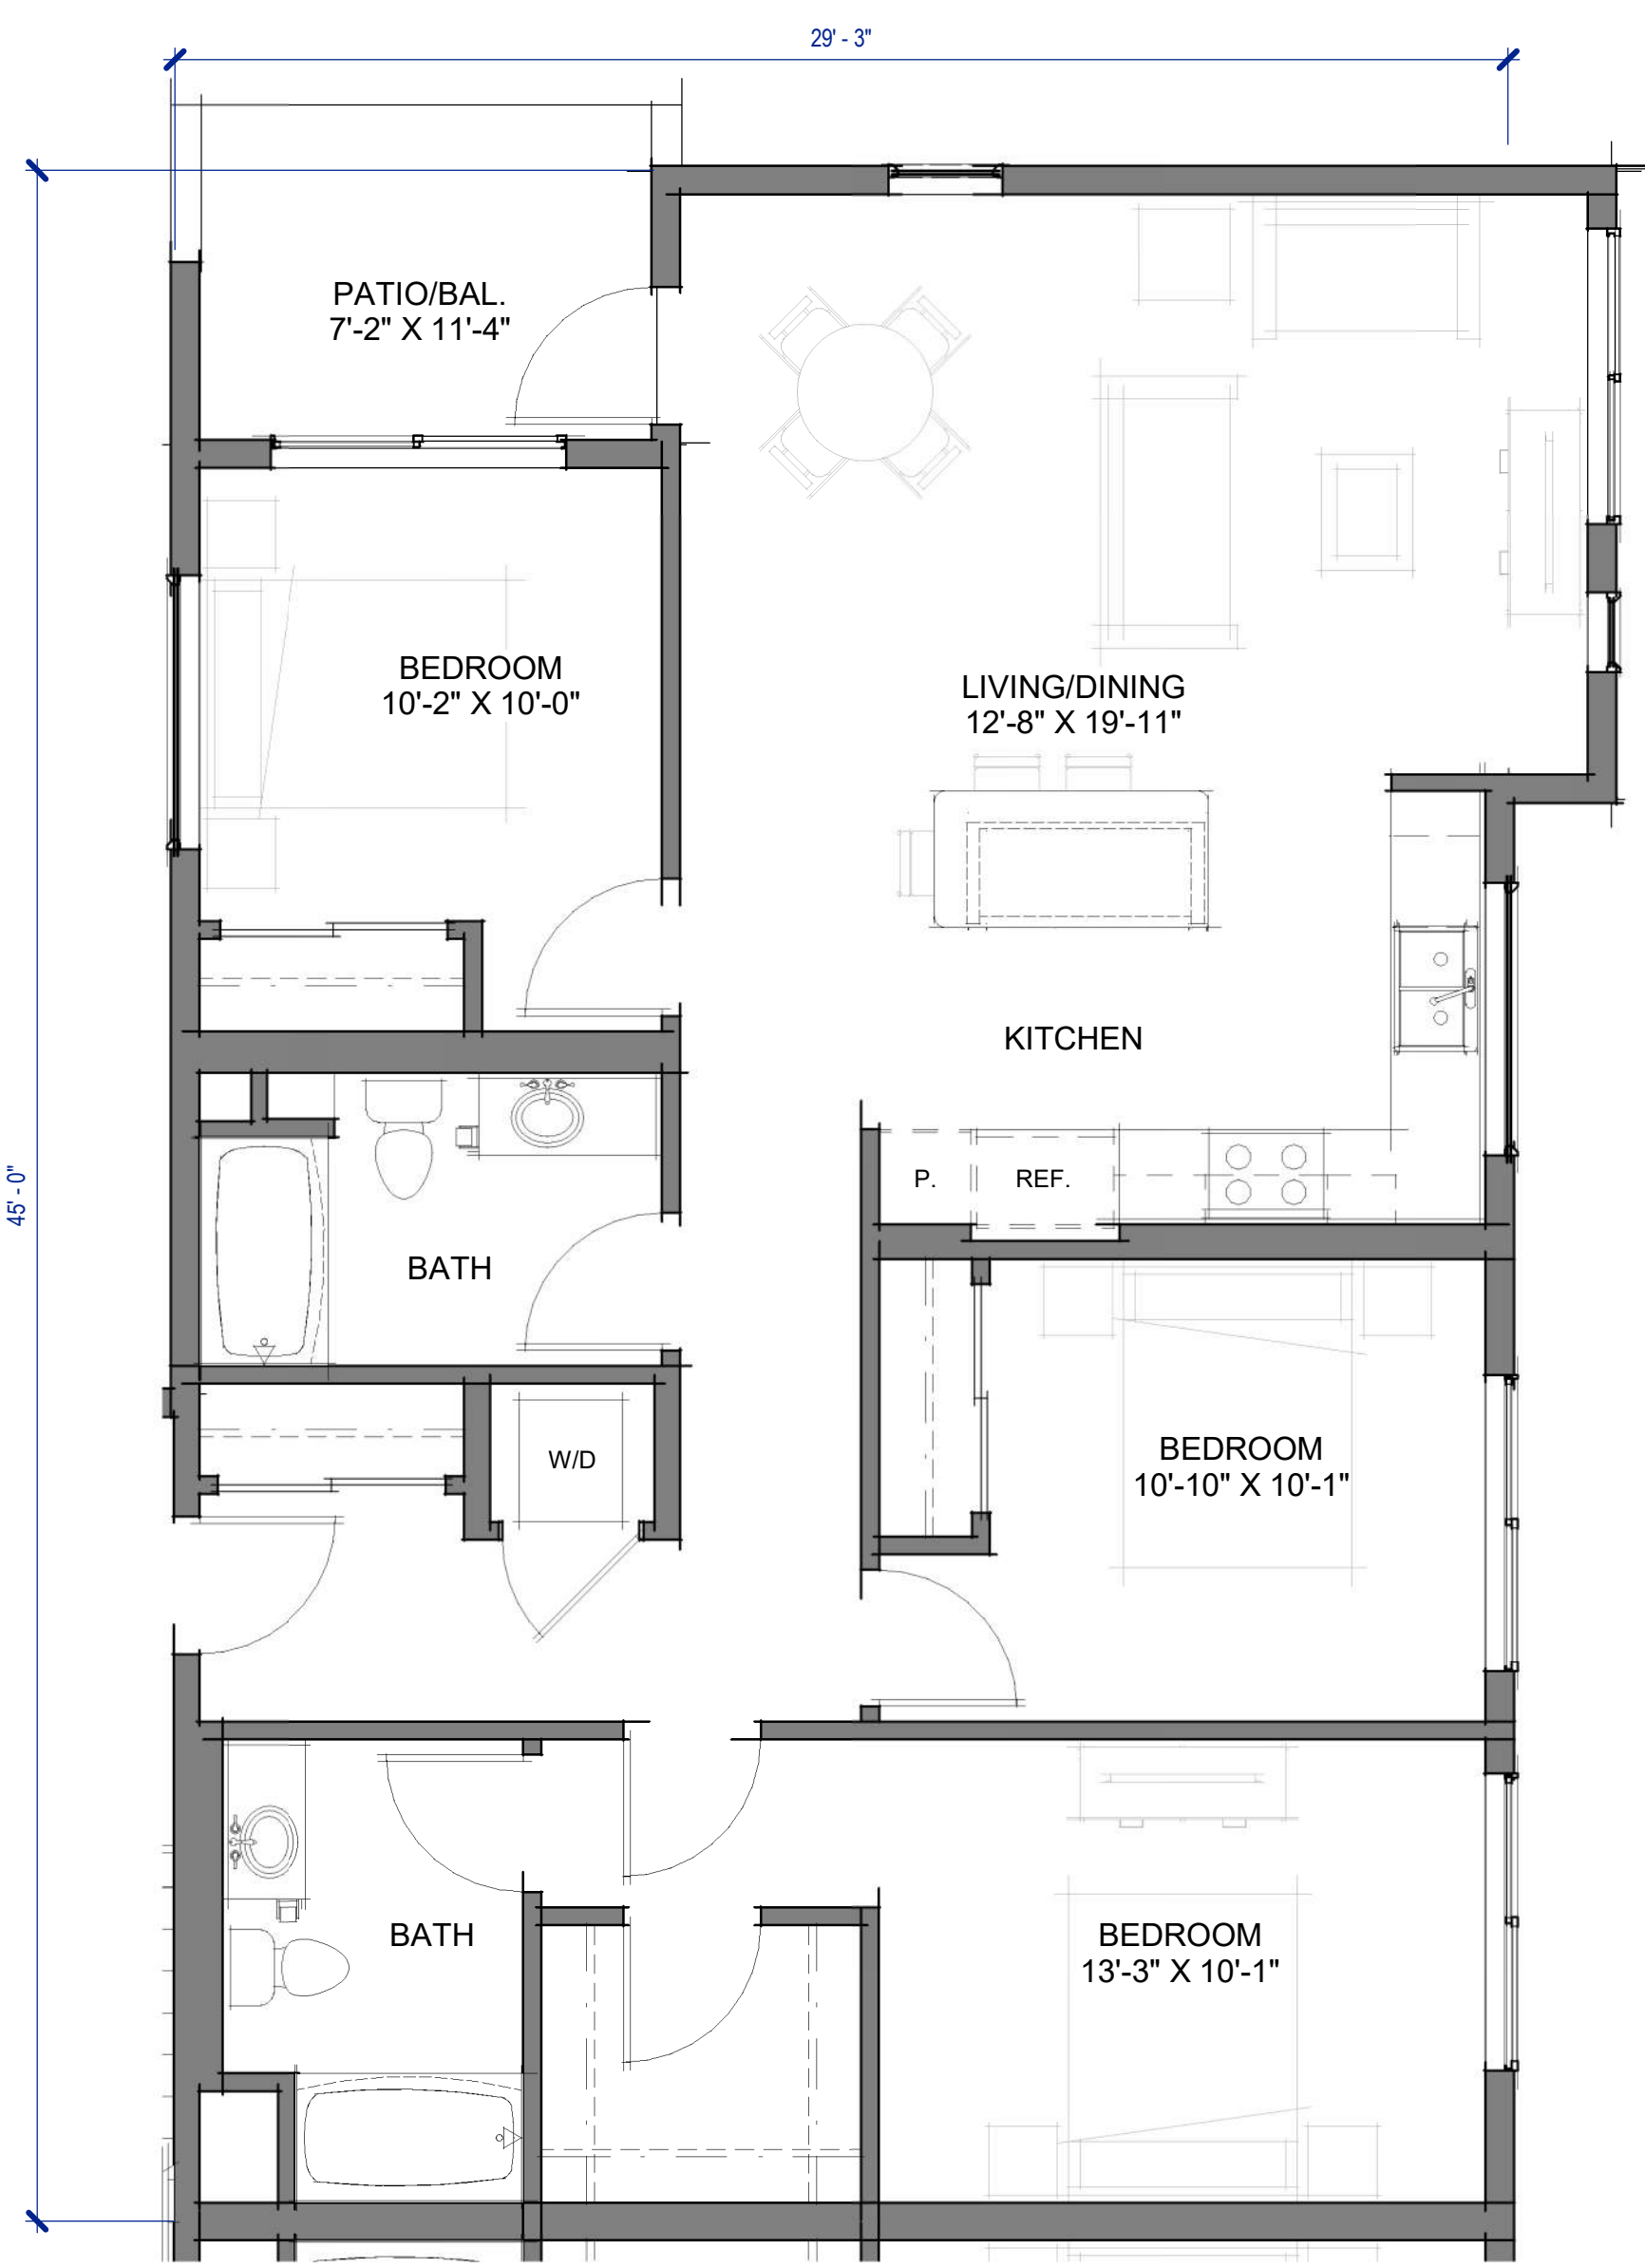 29' - 3"
PATIO/BAL.
7'-2" X 11'-4"
BEDROOM
10'-2" X 10'-0"
LIVING/DINING
12'-8" X 19'-11"
KITCHEN
45' - 0"
P.
REF.
BATH
W/D
BEDROOM
10'-10" X 10'-1"
BATH
BEDROOM
13'-3" X 10'-1"